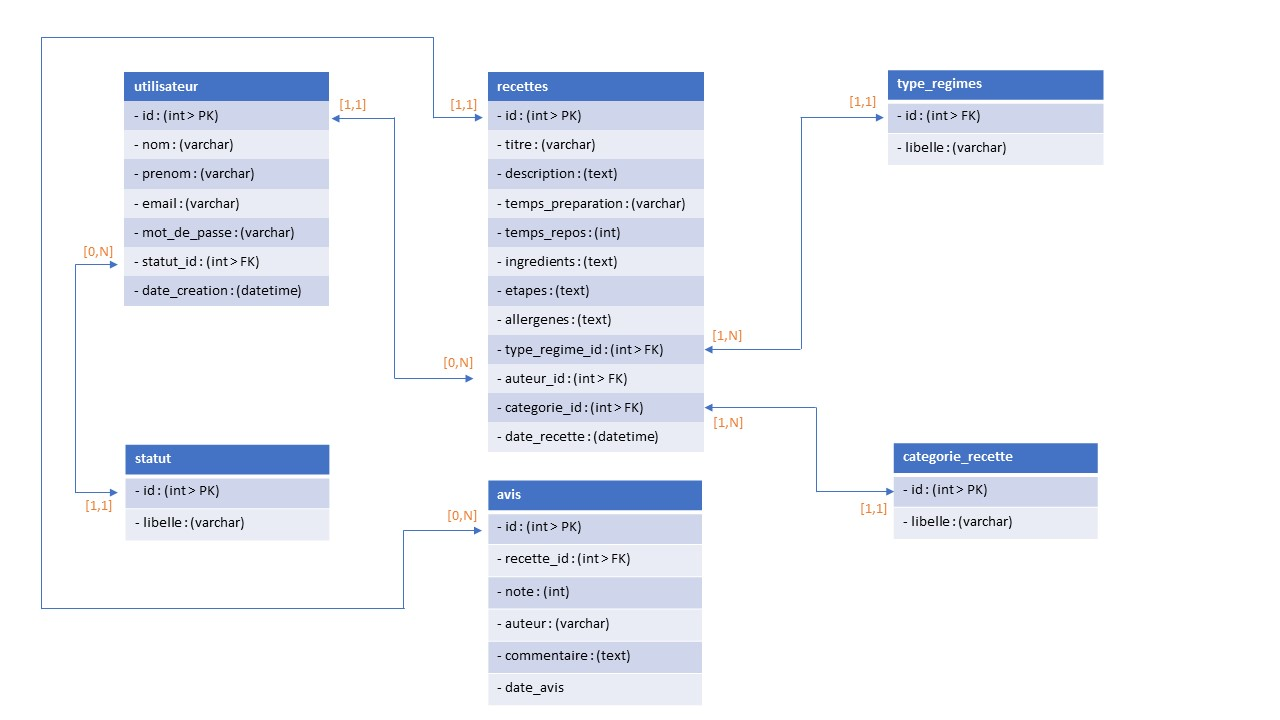 utilisateur
- id : (int > PK)
- nom : (varchar)
- prenom : (varchar)
- email : (varchar)
- mot_de_passe : (varchar)
- statut_id : (int > FK)
- date_creation : (datetime)
[1,1]
[0,N]
recettes
- id : (int > PK)
- titre : (varchar)
- description : (text)
- temps_preparation : (varchar)
- temps_repos : (int)
- ingredients : (text)
- etapes : (text)
- allergenes : (text)
- type_regime_id : (int > FK)
- auteur_id : (int > FK)
- categorie_id : (int > FK)
- date_recette : (datetime)
[1,1]
[0,N]
[1,N]
[1,N]
type_regimes
- id : (int > FK)
- libelle : (varchar)
[1,1]
statut
- id : (int > PK)
- libelle : (varchar)
[1,1]
avis
- id : (int > PK)
- recette_id : (int > FK)
- note : (int)
- auteur : (varchar)
- commentaire : (text)
- date_avis
[0,N]
categorie_recette
- id : (int > PK)
- libelle : (varchar)
[1,1]